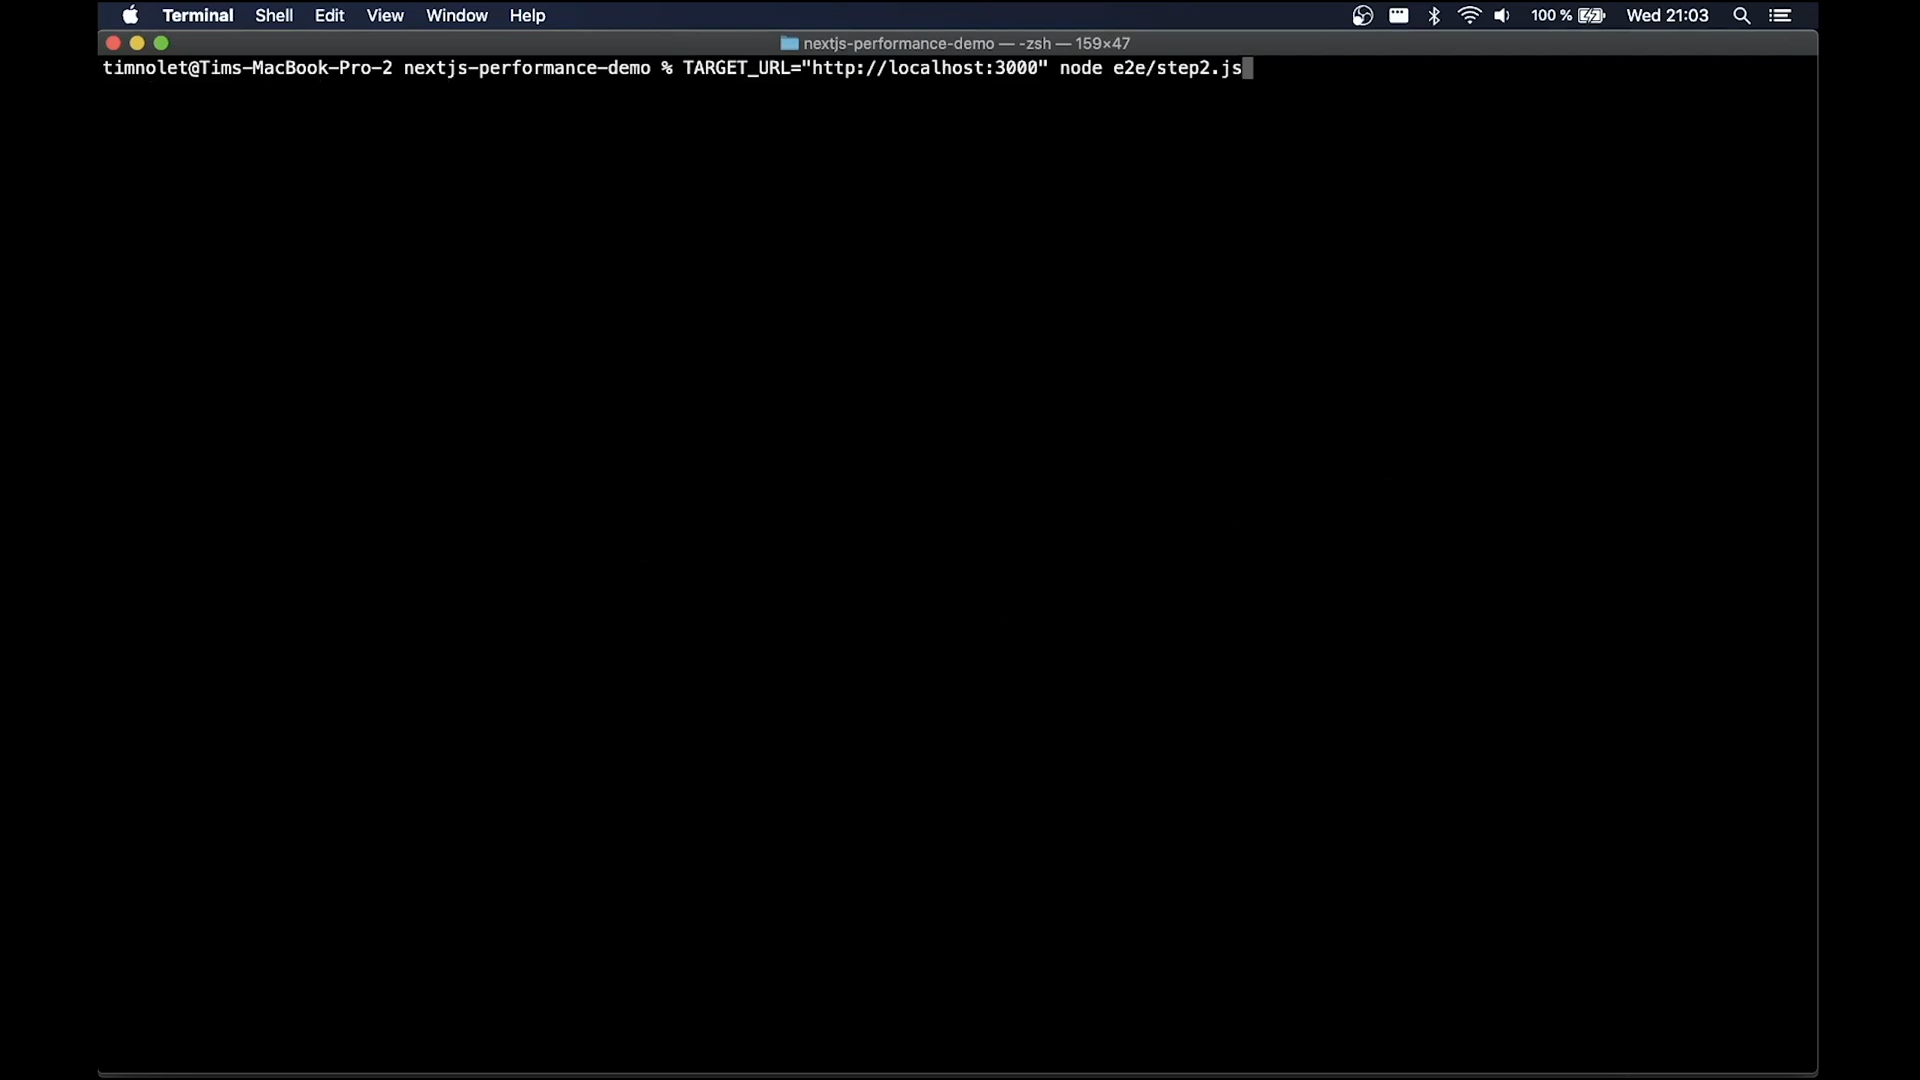 Terminal Shell Edit View Window Help 100 % Wed 21:03
nextjs-performance-demo — -zsh — 159×47
timnolet@Tims-MacBook-Pro-2 nextjs-performance-demo % TARGET_URL="http://localhost:3000" node e2e/step2.js